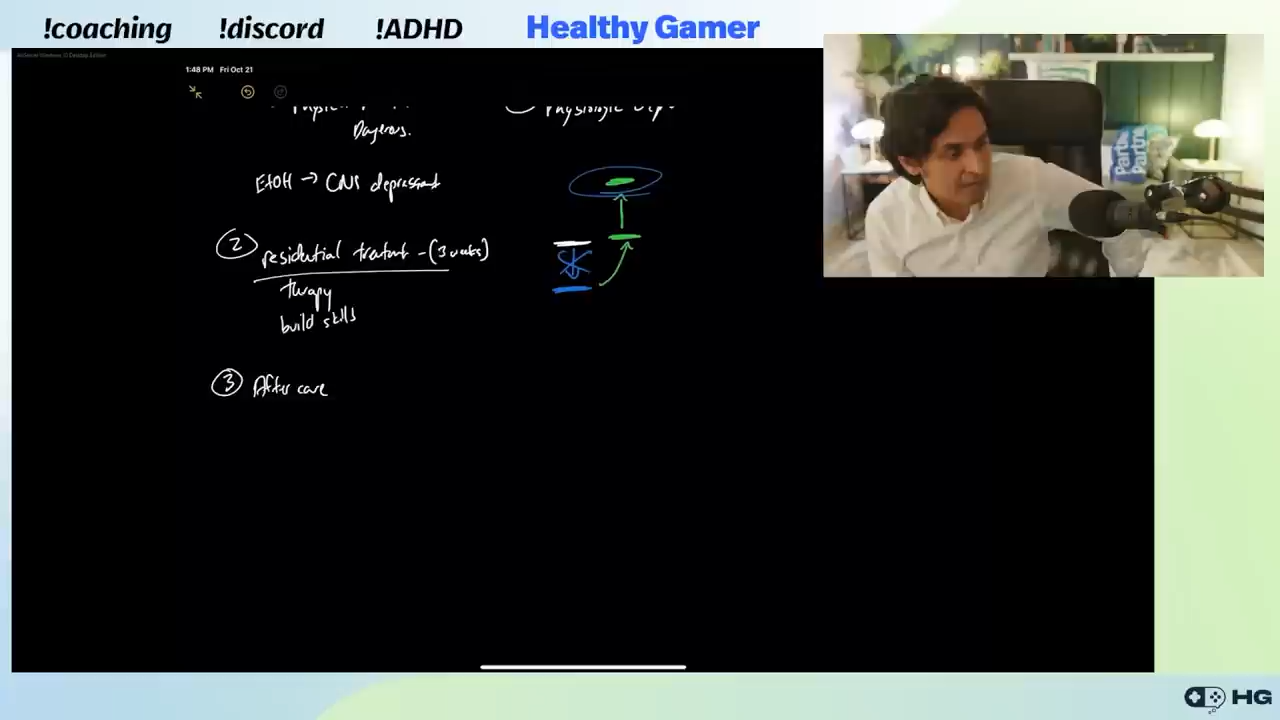 !coaching !discord !ADHD Healthy Gamer
1:48 PM Fri Oct 21
Dangerous.
EtOH → CNS depressant
2 residential treatment - (3 weeks)
therapy
build skills
3 After care
HG